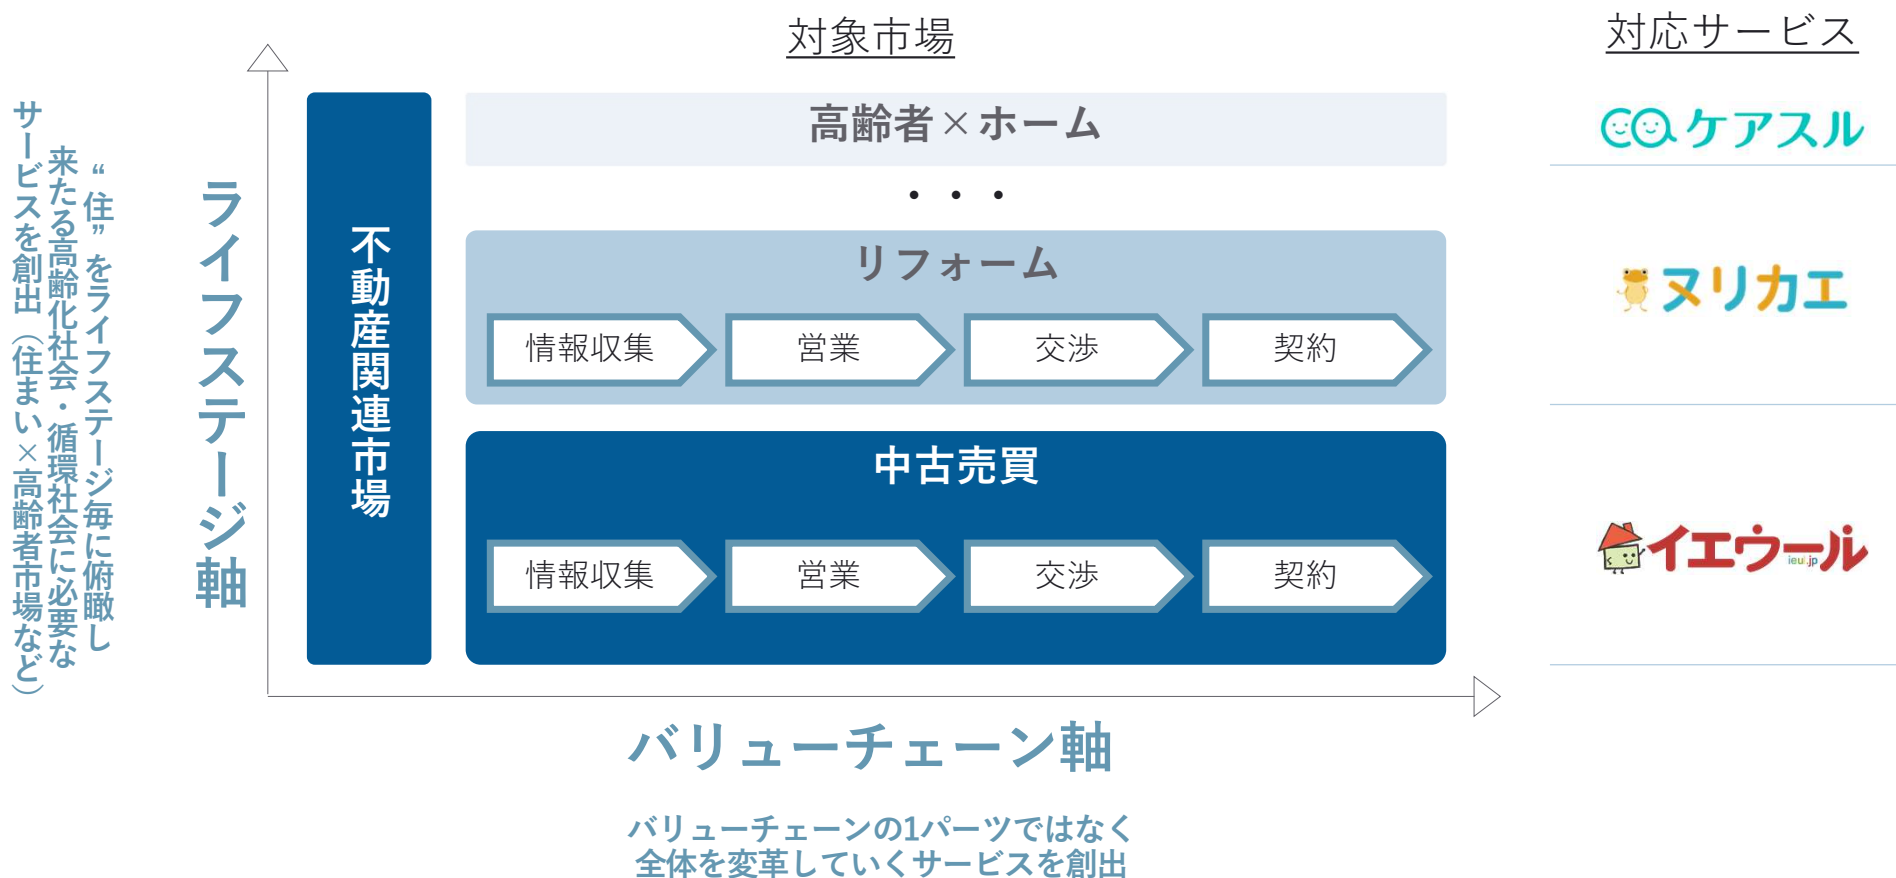 対象市場
対応サービス
“住”をライフステージ毎に俯瞰し
来たる高齢化社会・循環社会に必要な
サービスを創出（住まい×高齢者市場など）
ライフステージ軸
不動産関連市場
高齢者×ホーム
ケアスル
・・・
リフォーム
情報収集
営業
交渉
契約
ヌリカエ
中古売買
情報収集
営業
交渉
契約
イエウール
ieul.jp
バリューチェーン軸
バリューチェーンの1パーツではなく
全体を変革していくサービスを創出